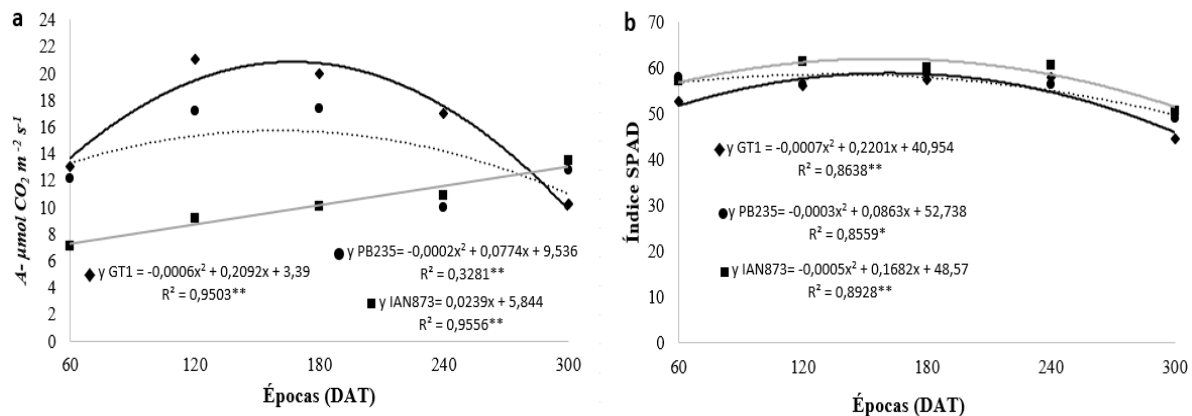 a
24
22
20
18
16
14
12
10
8
6
4
2
0
A- μmol CO₂ m⁻² s⁻¹
y GT1 = -0,0006x² + 0,2092x + 3,39
R² = 0,9503**
y PB235= -0,0002x² + 0,0774x + 9,536
R² = 0,3281**
y IAN873= 0,0239x + 5,844
R² = 0,9556**
60 120 180 240 300
Épocas (DAT)
b
70
60
50
40
30
20
10
0
Índice SPAD
y GT1 = -0,0007x² + 0,2201x + 40,954
R² = 0,8638**
y PB235= -0,0003x² + 0,0863x + 52,738
R² = 0,8559*
y IAN873= -0,0005x² + 0,1682x + 48,57
R² = 0,8928**
60 120 180 240 300
Épocas (DAT)